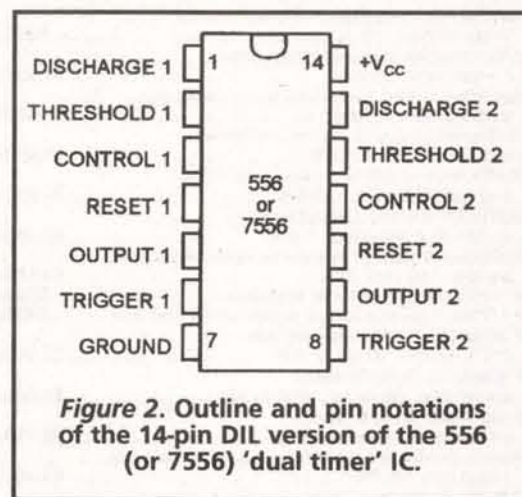 DISCHARGE 1 1 14 +VCC
THRESHOLD 1 DISCHARGE 2
CONTROL 1 THRESHOLD 2
556
or
7556
RESET 1 CONTROL 2
OUTPUT 1 RESET 2
TRIGGER 1 OUTPUT 2
GROUND 7 8 TRIGGER 2
Figure 2. Outline and pin notations
of the 14-pin DIL version of the 556
(or 7556) 'dual timer' IC.